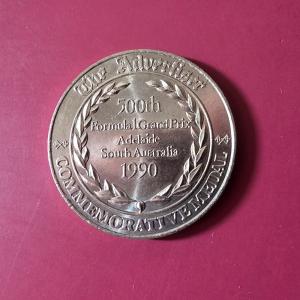 The Advertiser
500th
Formula 1 Grand Prix
Adelaide
South Australia
1990
COMMEMORATIVE MEDAL